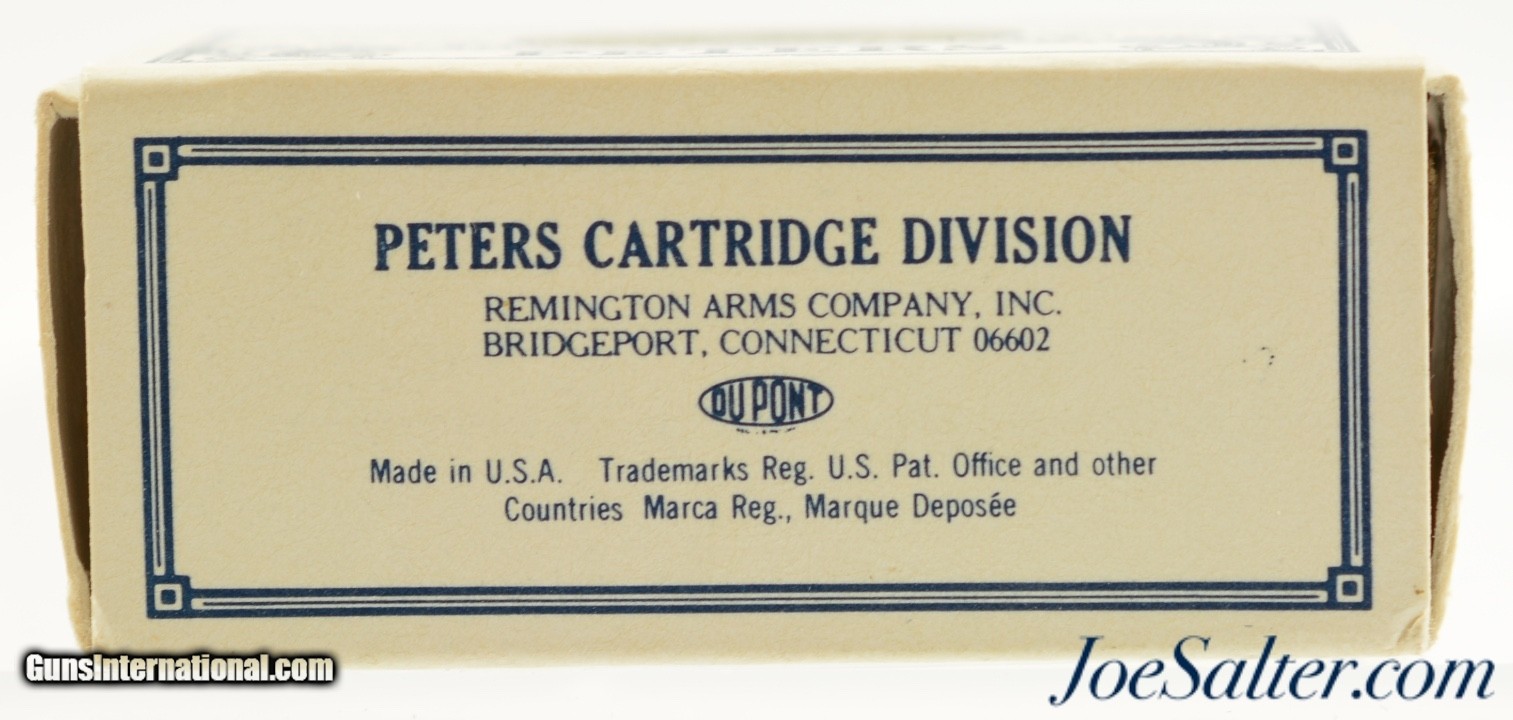 PETERS CARTRIDGE DIVISION
REMINGTON ARMS COMPANY, INC.
BRIDGEPORT, CONNECTICUT 06602
DU PONT
Made in U.S.A. Trademarks Reg. U.S. Pat. Office and other
Countries Marca Reg., Marque Deposée
GunsInternational.com
JoeSalter.com